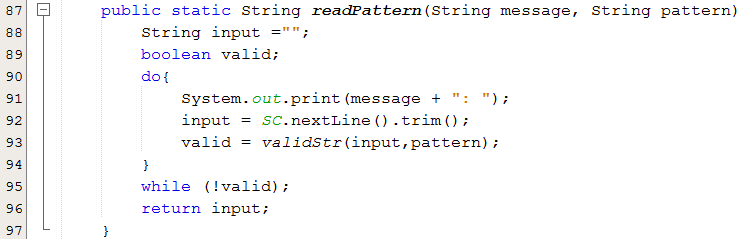 87 public static String readPattern(String message, String pattern)
88 String input ="";
89 boolean valid;
90 do{
91 System.out.print(message + ": ");
92 input = SC.nextLine().trim();
93 valid = validStr(input,pattern);
94 }
95 while (!valid);
96 return input;
97 }